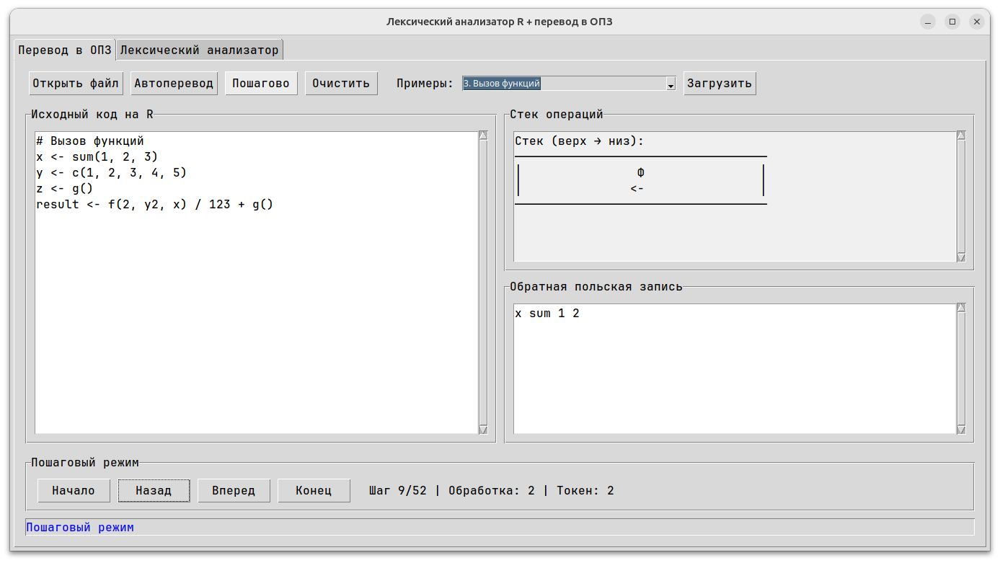 Лексический анализатор R + перевод в ОПЗ
Перевод в ОПЗ Лексический анализатор
Открыть файл Автоперевод Пошагово Очистить Примеры: 3. Вызов функций Загрузить
Исходный код на R
# Вызов функций
x <- sum(1, 2, 3)
y <- c(1, 2, 3, 4, 5)
z <- g()
result <- f(2, y2, x) / 123 + g()
Стек операций
Стек (верх → низ):
Ф
<-
Обратная польская запись
x sum 1 2
Пошаговый режим
Начало Назад Вперед Конец Шаг 9/52 | Обработка: 2 | Токен: 2
Пошаговый режим